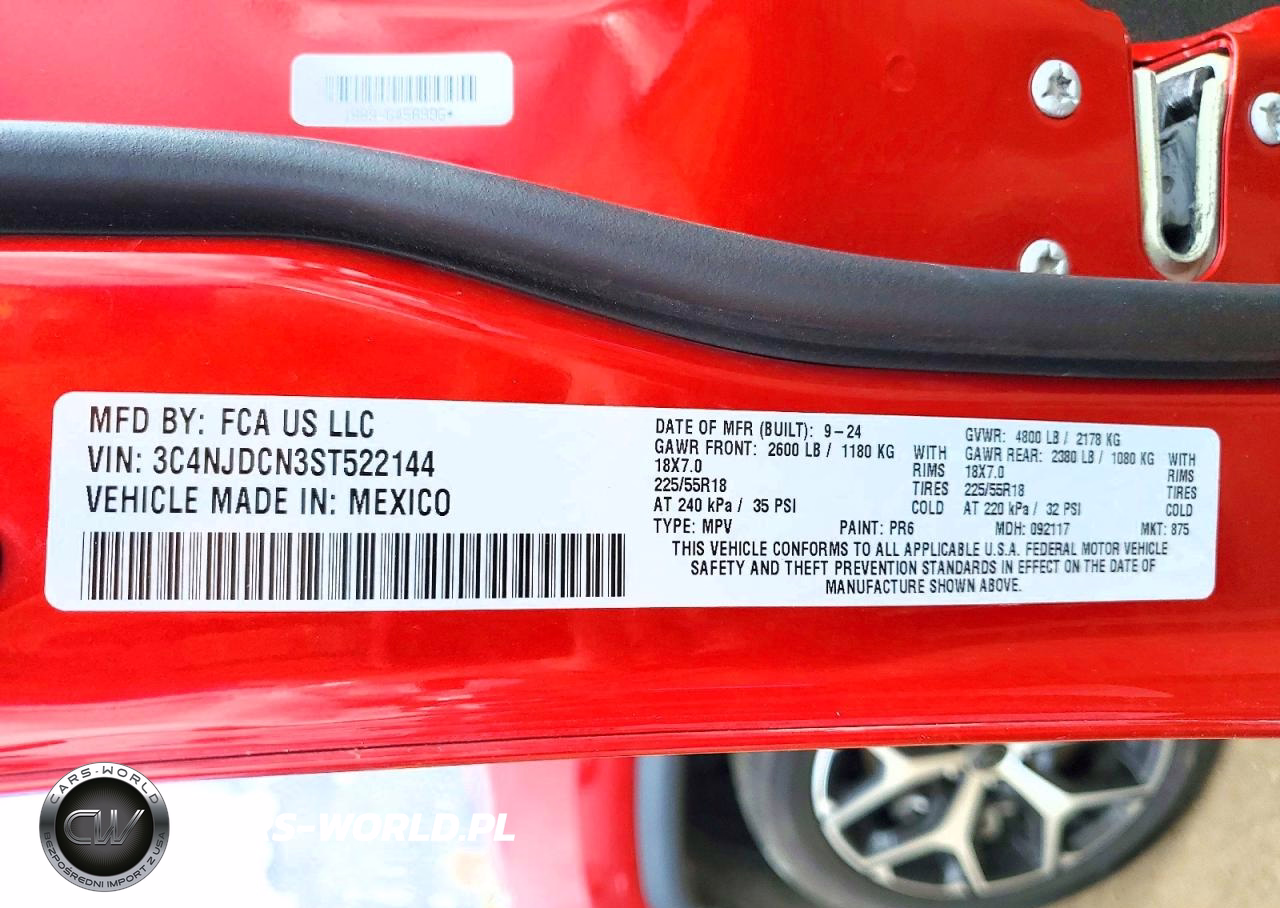 MFD BY: FCA US LLC
VIN: 3C4NJDCN3ST522144
VEHICLE MADE IN: MEXICO
DATE OF MFR (BUILT): 9-24
GVWR: 4800 LB / 2178 KG
GAWR FRONT: 2600 LB / 1180 KG WITH
GAWR REAR: 2380 LB / 1080 KG WITH
18X7.0 RIMS
18X7.0 RIMS
225/55R18 TIRES
225/55R18 TIRES
AT 240 kPa / 35 PSI COLD
AT 220 kPa / 32 PSI COLD
TYPE: MPV PAINT: PR6 MDH: 092117 MKT: 875
THIS VEHICLE CONFORMS TO ALL APPLICABLE U.S.A. FEDERAL MOTOR VEHICLE
SAFETY AND THEFT PREVENTION STANDARDS IN EFFECT ON THE DATE OF
MANUFACTURE SHOWN ABOVE.
CARS-WORLD
CW
BEZPOŚREDNI IMPORT Z USA
S-WORLD.PL